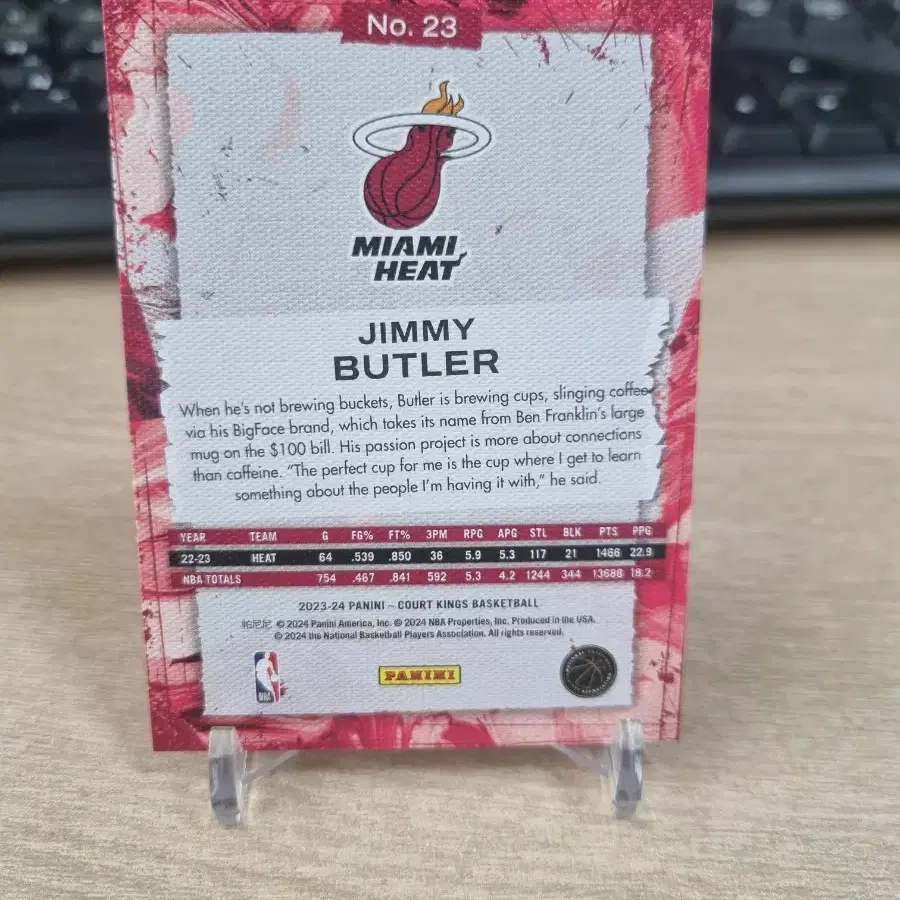 No. 23
MIAMI
HEAT
JIMMY
BUTLER
When he's not brewing buckets, Butler is brewing cups, slinging coffee
via his BigFace brand, which takes its name from Ben Franklin's large
mug on the $100 bill. His passion project is more about connections
than caffeine. "The perfect cup for me is the cup where I get to learn
something about the people I'm having it with," he said.
YEAR TEAM G FG% FT% 3PM RPG APG STL BLK PTS PPG
22-23 HEAT 64 .539 .850 36 5.9 5.3 117 21 1466 22.9
NBA TOTALS 754 .467 .841 592 5.3 4.2 1244 344 13688 18.2
2023-24 PANINI – COURT KINGS BASKETBALL
帕尼尼 © 2024 Panini America, Inc. © 2024 NBA Properties, Inc. Produced in the USA.
© 2024 the National Basketball Players Association. All rights reserved.
NBA
PANINI